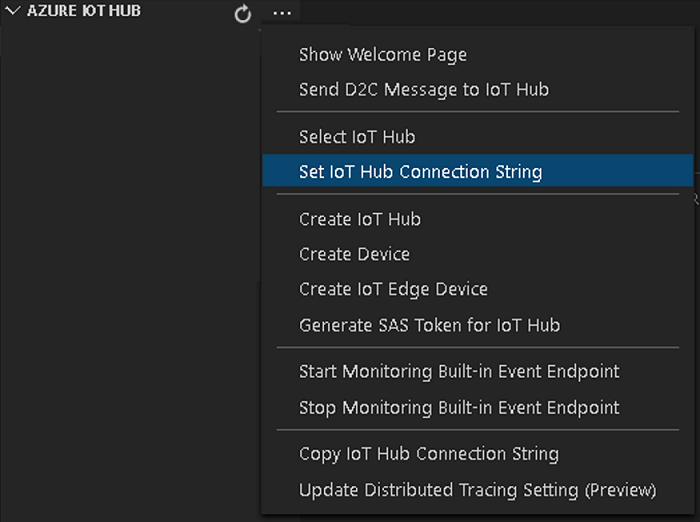 AZURE IOT HUB
Show Welcome Page
Send D2C Message to IoT Hub
Select IoT Hub
Set IoT Hub Connection String
Create IoT Hub
Create Device
Create IoT Edge Device
Generate SAS Token for IoT Hub
Start Monitoring Built-in Event Endpoint
Stop Monitoring Built-in Event Endpoint
Copy IoT Hub Connection String
Update Distributed Tracing Setting (Preview)